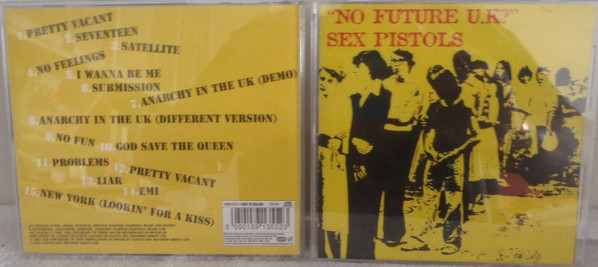 1. PRETTY VACANT
2. SEVENTEEN
3. SATELLITE
4. NO FEELINGS
5. I WANNA BE ME
6. SUBMISSION
7. ANARCHY IN THE UK (DEMO)
8. ANARCHY IN THE UK (DIFFERENT VERSION)
9. NO FUN 10. GOD SAVE THE QUEEN
11. PROBLEMS 12. PRETTY VACANT
13. LIAR 14. EMI
15. NEW YORK (LOOKIN' FOR A KISS)
"NO FUTURE U.K?"
SEX PISTOLS